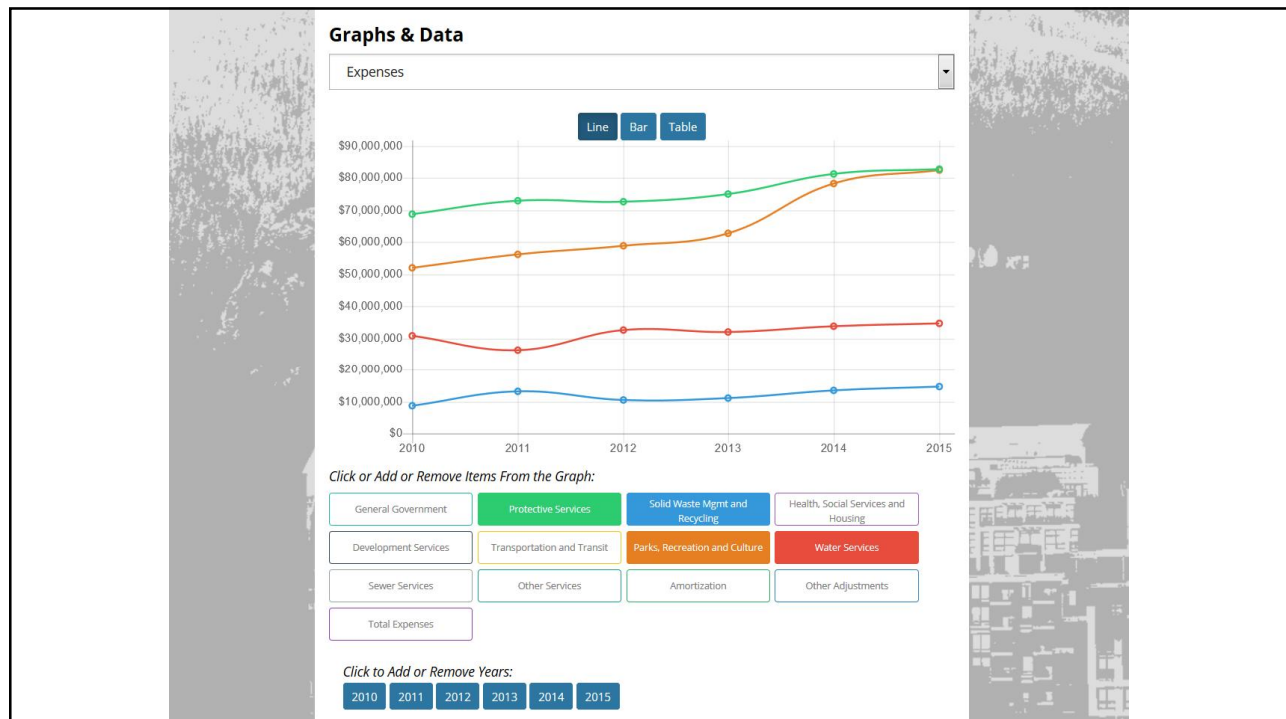 Graphs & Data
Expenses
Line Bar Table
$90,000,000
$80,000,000
$70,000,000
$60,000,000
$50,000,000
$40,000,000
$30,000,000
$20,000,000
$10,000,000
$0
2010 2011 2012 2013 2014 2015
Click or Add or Remove Items From the Graph:
General Government
Protective Services
Solid Waste Mgmt and
Recycling
Health, Social Services and
Housing
Development Services
Transportation and Transit
Parks, Recreation and Culture
Water Services
Sewer Services
Other Services
Amortization
Other Adjustments
Total Expenses
Click to Add or Remove Years:
2010 2011 2012 2013 2014 2015